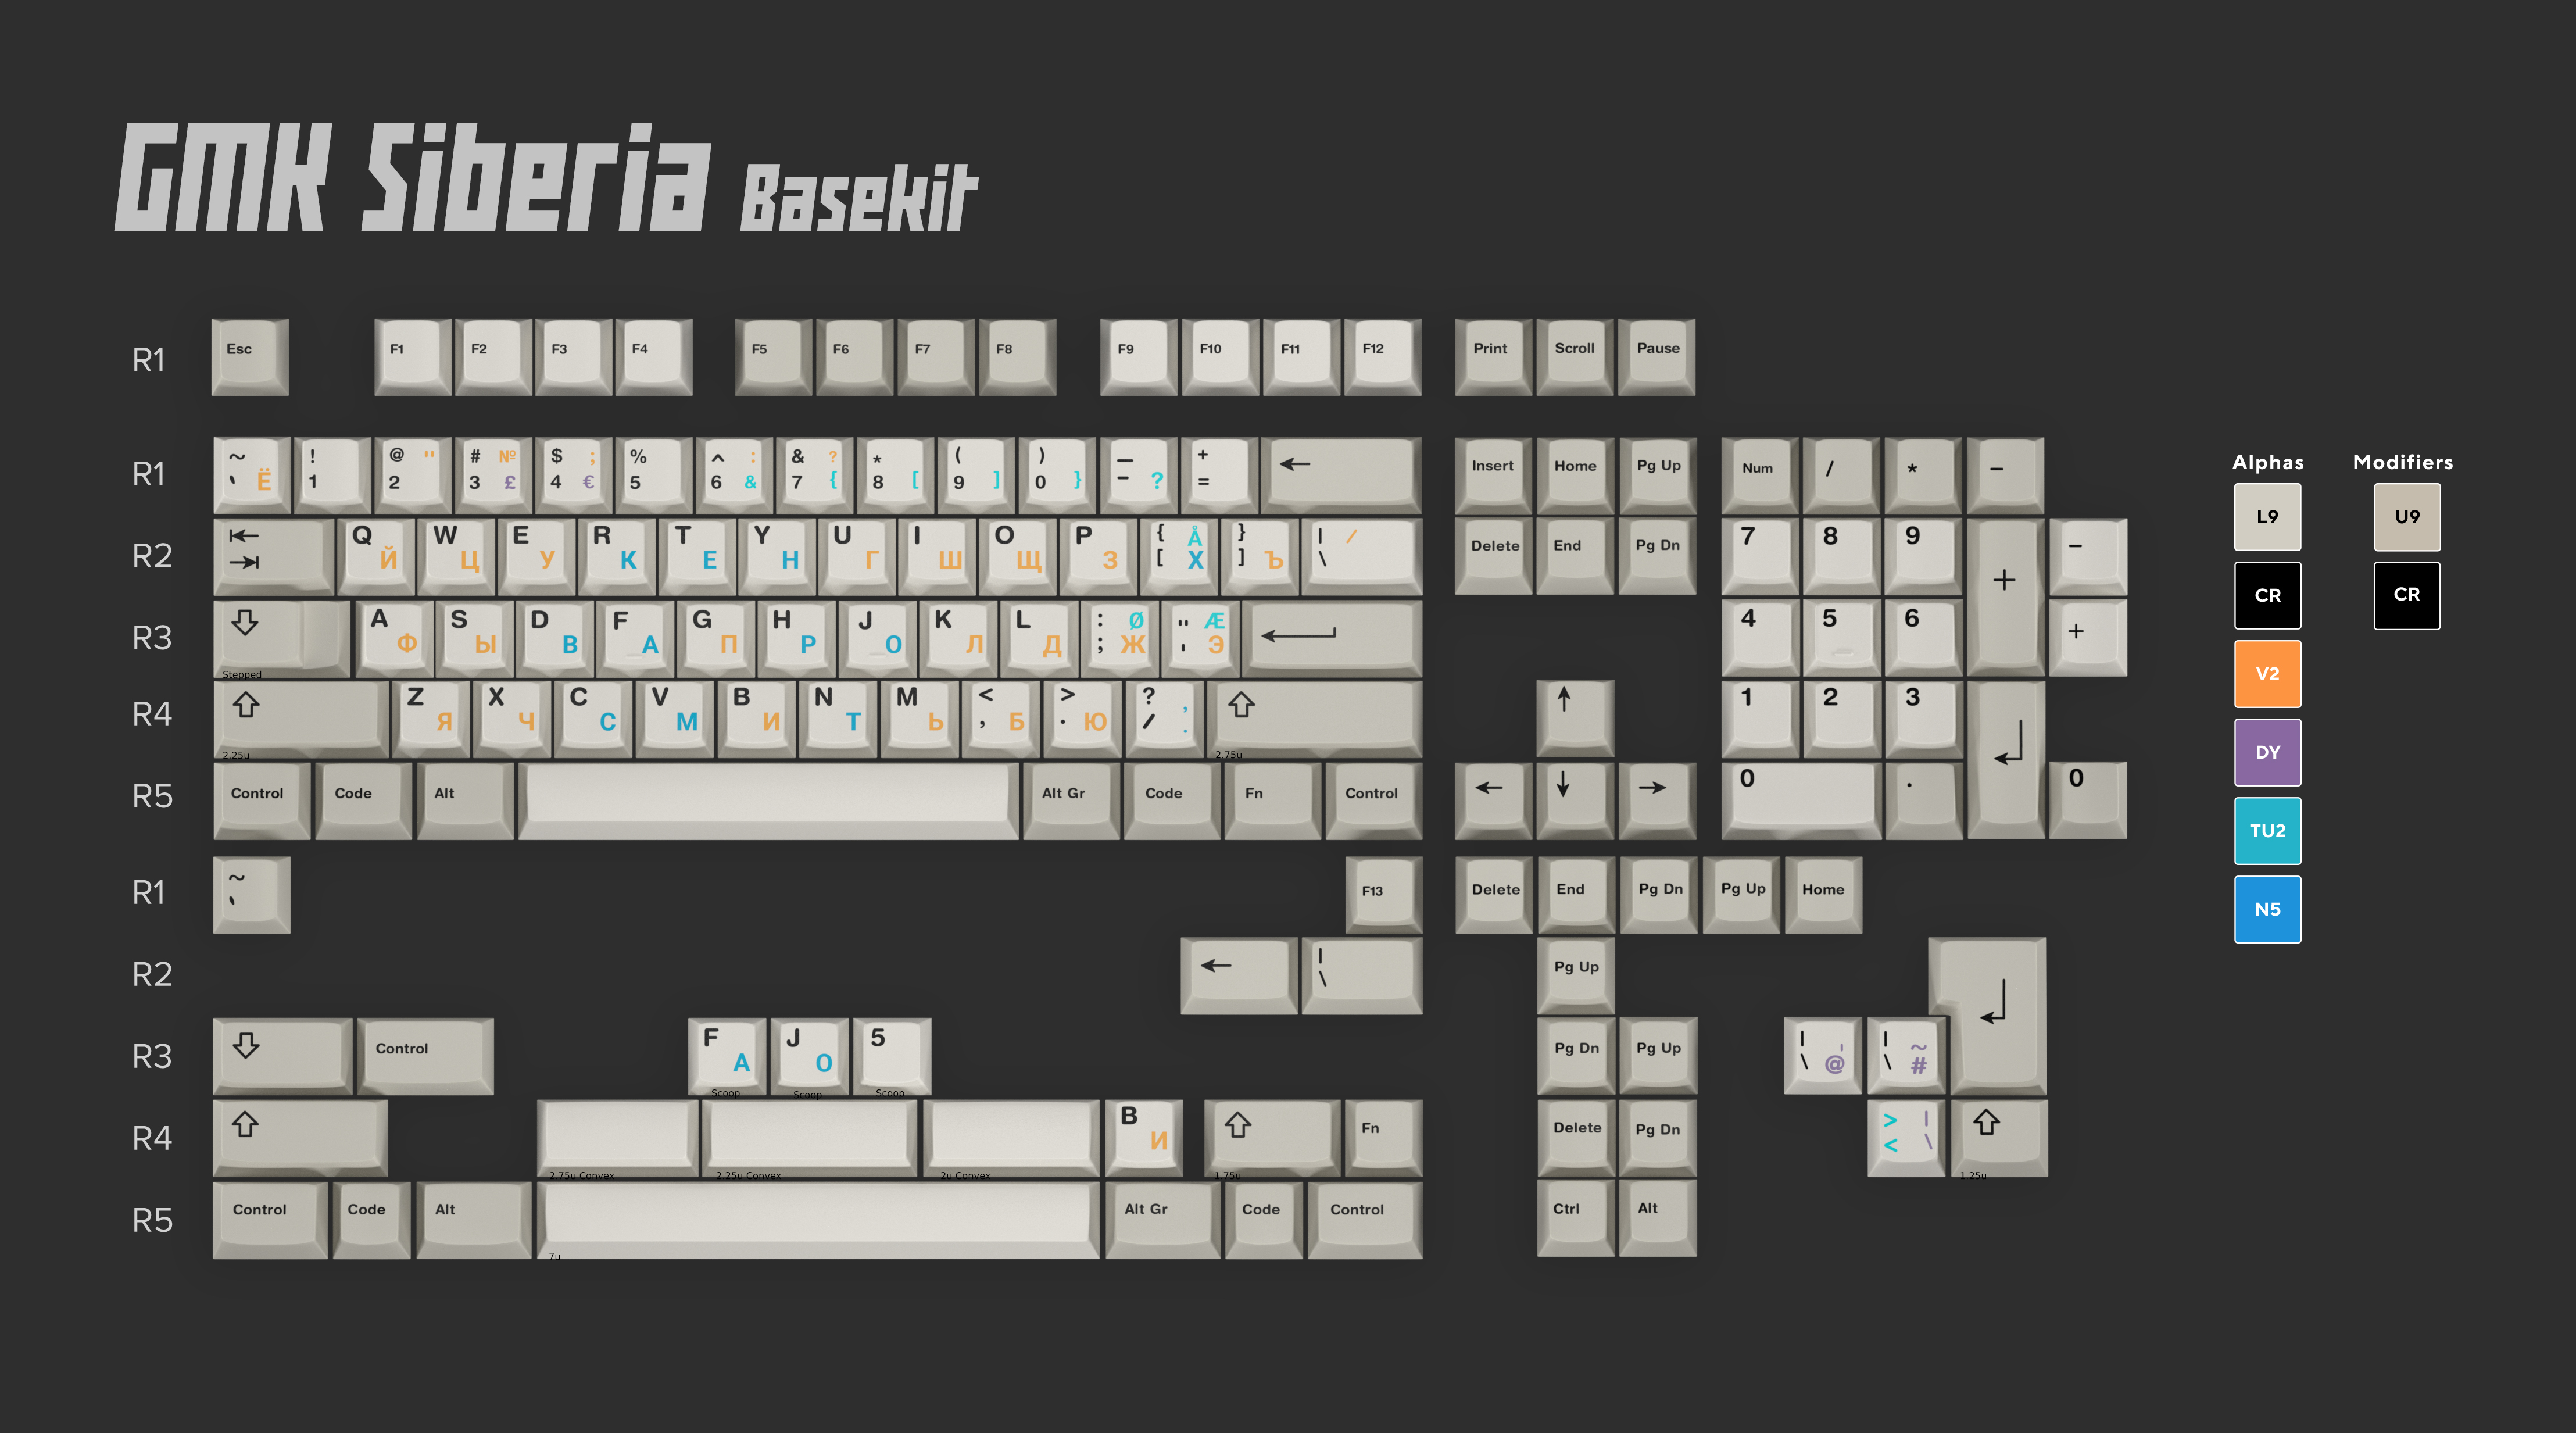 GMK Siberia Basekit
R1 Esc F1 F2 F3 F4 F5 F6 F7 F8 F9 F10 F11 F12 Print Scroll Pause
R1 ~ ` Ё ! 1 @ 2 " # 3 № £ $ 4 ; € % 5 ^ 6 : & & 7 ? { * 8 [ ( 9 ] ) 0 } _ - ? + = ← Insert Home Pg Up Num / * −
Alphas Modifiers
L9 U9
R2 ⇤ ⇥ Q Й W Ц E У R К T Е Y Н U Г I Ш O Щ P З { [ Å Х } ] Ъ | \ / Delete End Pg Dn 7 8 9 + −
CR CR
R3 ⇩ A Ф S Ы D В F А G П H Р J О K Л L Д : ; Ø Ж " ' Æ Э ↵ 4 5 6 +
Stepped
V2
R4 ⇧ Z Я X Ч C С V М B И N Т M Ь < , Б > . Ю ? / , . ⇧ ↑ 1 2 3 ↵
2.25u 2.75u
DY
R5 Control Code Alt Alt Gr Code Fn Control ← ↓ → 0 . 0
TU2
R1 ~ ` F13 Delete End Pg Dn Pg Up Home
N5
R2 ← | \ Pg Up ↵
R3 ⇩ Control F А J О 5 Pg Dn Pg Up | \ ' @ | \ ~ #
Scoop Scoop Scoop
R4 ⇧ B И ⇧ Fn Delete Pg Dn > < | \ ⇧
2.75u Convex 2.25u Convex 2u Convex 1.75u 1.25u
R5 Control Code Alt Alt Gr Code Control Ctrl Alt
7u